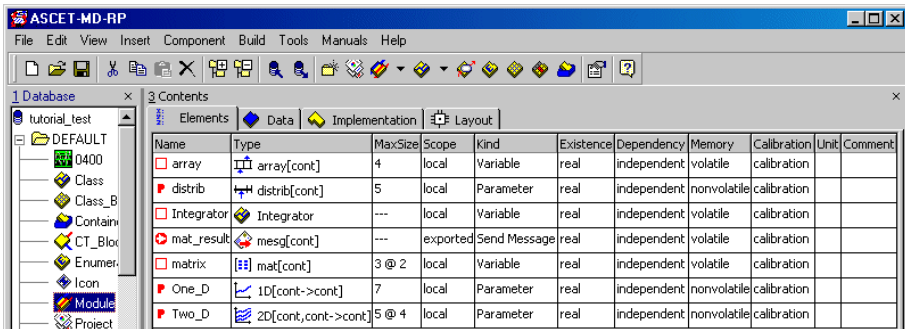 ASCET-MD-RP
File Edit View Insert Component Build Tools Manuals Help
1 Database × 3 Contents ×
tutorial_test
DEFAULT
0400
Class
Class_B
Contain
CT_Bloc
Enumer
Icon
Module
Project
Elements Data Implementation Layout
Name Type MaxSize Scope Kind Existence Dependency Memory Calibration Unit Comment
array array[cont] 4 local Variable real independent volatile calibration
P distrib distrib[cont] 5 local Parameter real independent nonvolatile calibration
Integrator Integrator --- local Variable real independent volatile calibration
mat_result mesg[cont] --- exported Send Message real independent volatile calibration
matrix mat[cont] 3 @ 2 local Variable real independent volatile calibration
P One_D 1D[cont->cont] 7 local Parameter real independent nonvolatile calibration
P Two_D 2D[cont,cont->cont] 5 @ 4 local Parameter real independent nonvolatile calibration